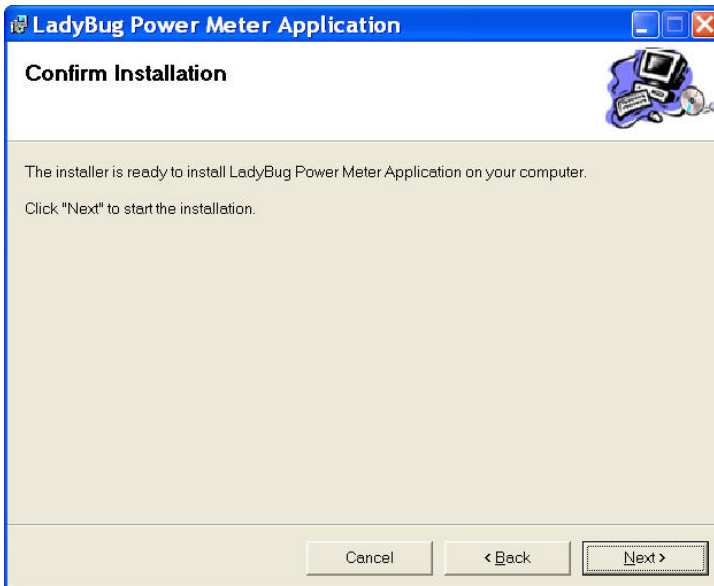 LadyBug Power Meter Application
Confirm Installation
The installer is ready to install LadyBug Power Meter Application on your computer.
Click "Next" to start the installation.
Cancel
< Back
Next >